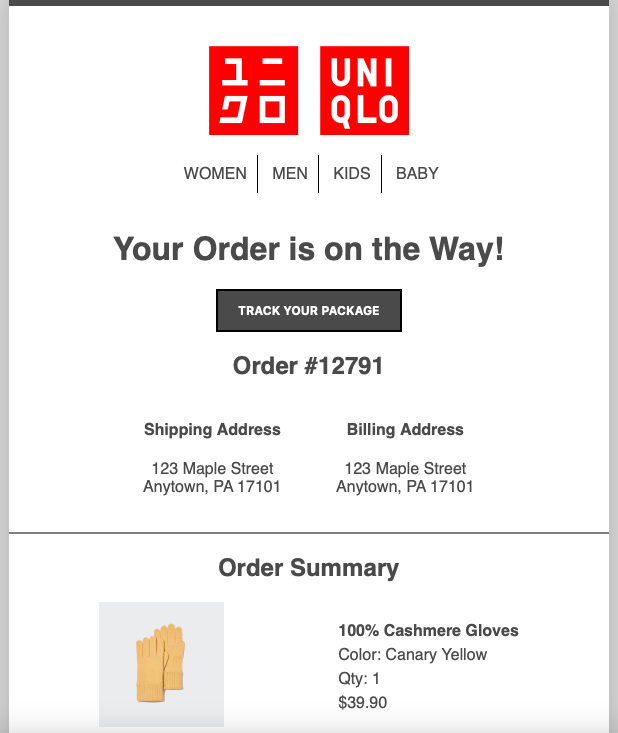 ユニ
クロ
UNI
QLO
WOMEN MEN KIDS BABY
Your Order is on the Way!
TRACK YOUR PACKAGE
Order #12791
Shipping Address
123 Maple Street
Anytown, PA 17101
Billing Address
123 Maple Street
Anytown, PA 17101
Order Summary
100% Cashmere Gloves
Color: Canary Yellow
Qty: 1
$39.90